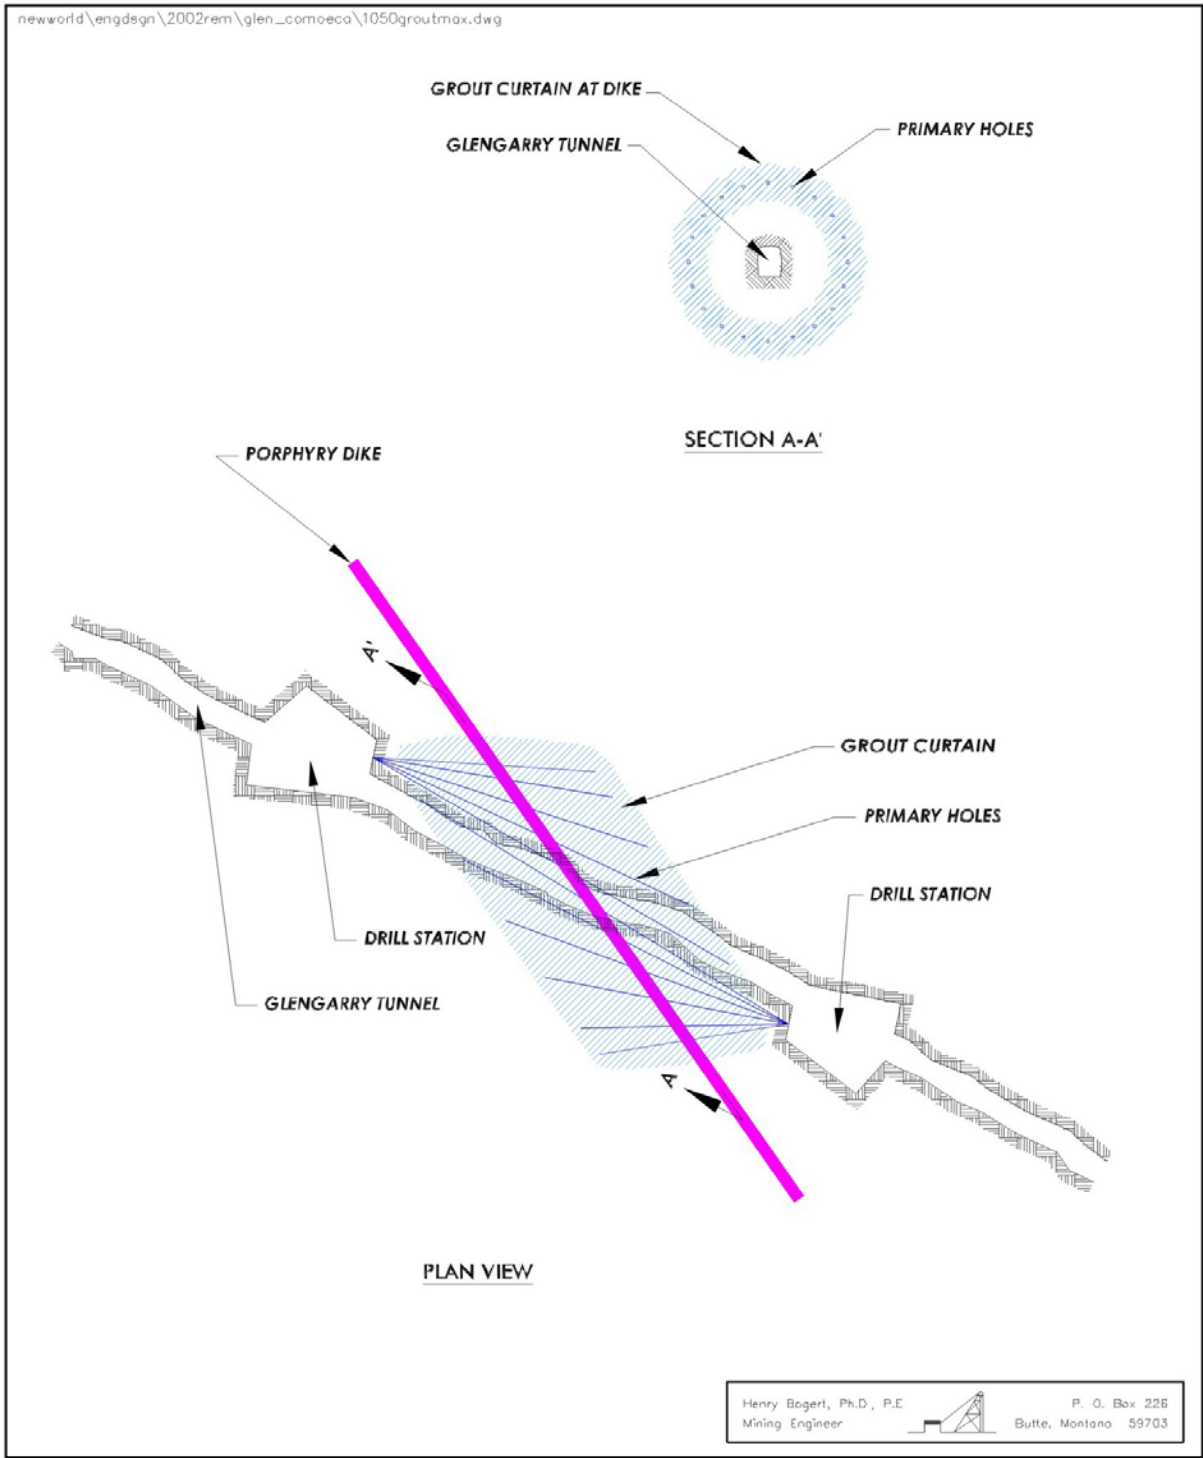 newworld\engdsgn\2002rem\glen_comoeca\1050groutmax.dwg
GROUT CURTAIN AT DIKE
PRIMARY HOLES
GLENGARRY TUNNEL
SECTION A-A'
PORPHYRY DIKE
A'
GROUT CURTAIN
PRIMARY HOLES
DRILL STATION
DRILL STATION
GLENGARRY TUNNEL
A
PLAN VIEW
Henry Bogert, Ph.D., P.E
Mining Engineer
P. O. Box 226
Butte, Montana 59703